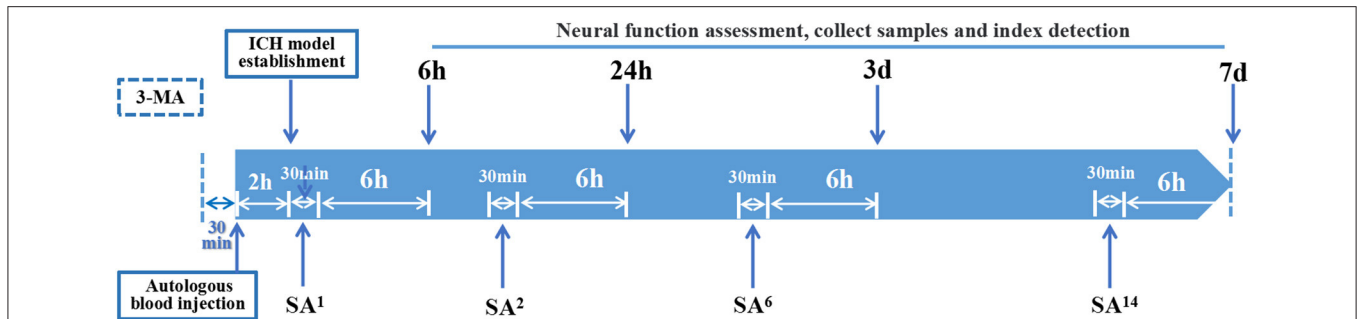 Neural function assessment, collect samples and index detection
ICH model
establishment
6h
24h
3d
7d
3-MA
2h
30min
6h
30min
6h
30min
6h
30min
6h
30
min
Autologous
blood injection
SA¹
SA²
SA⁶
SA¹⁴